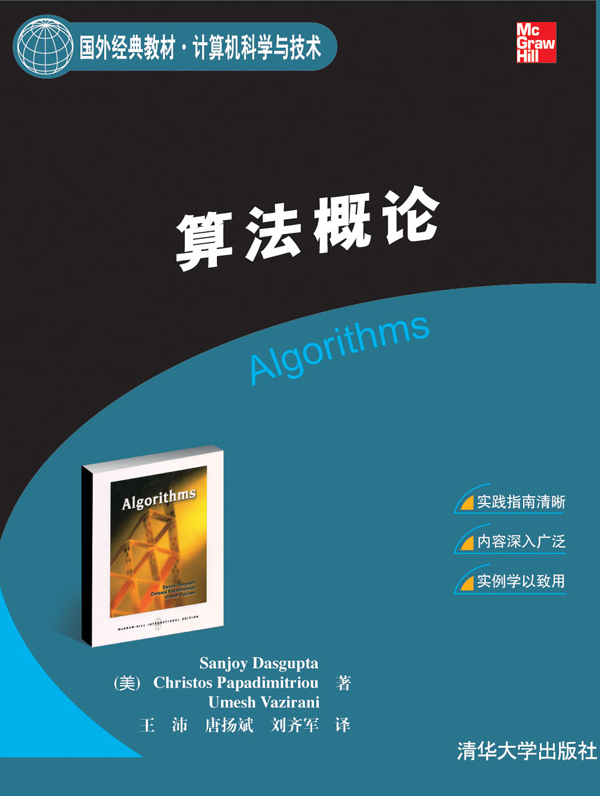 国外经典教材·计算机科学与技术
Mc
Graw
Hill
算法概论
Algorithms
Algorithms
Sanjoy Dasgupta
Christos Papadimitriou
Umesh Vazirani
McGRAW-HILL INTERNATIONAL EDITION
实践指南清晰
内容深入广泛
实例学以致用
Sanjoy Dasgupta
(美) Christos Papadimitriou 著
Umesh Vazirani
王 沛 唐扬斌 刘齐军 译
清华大学出版社